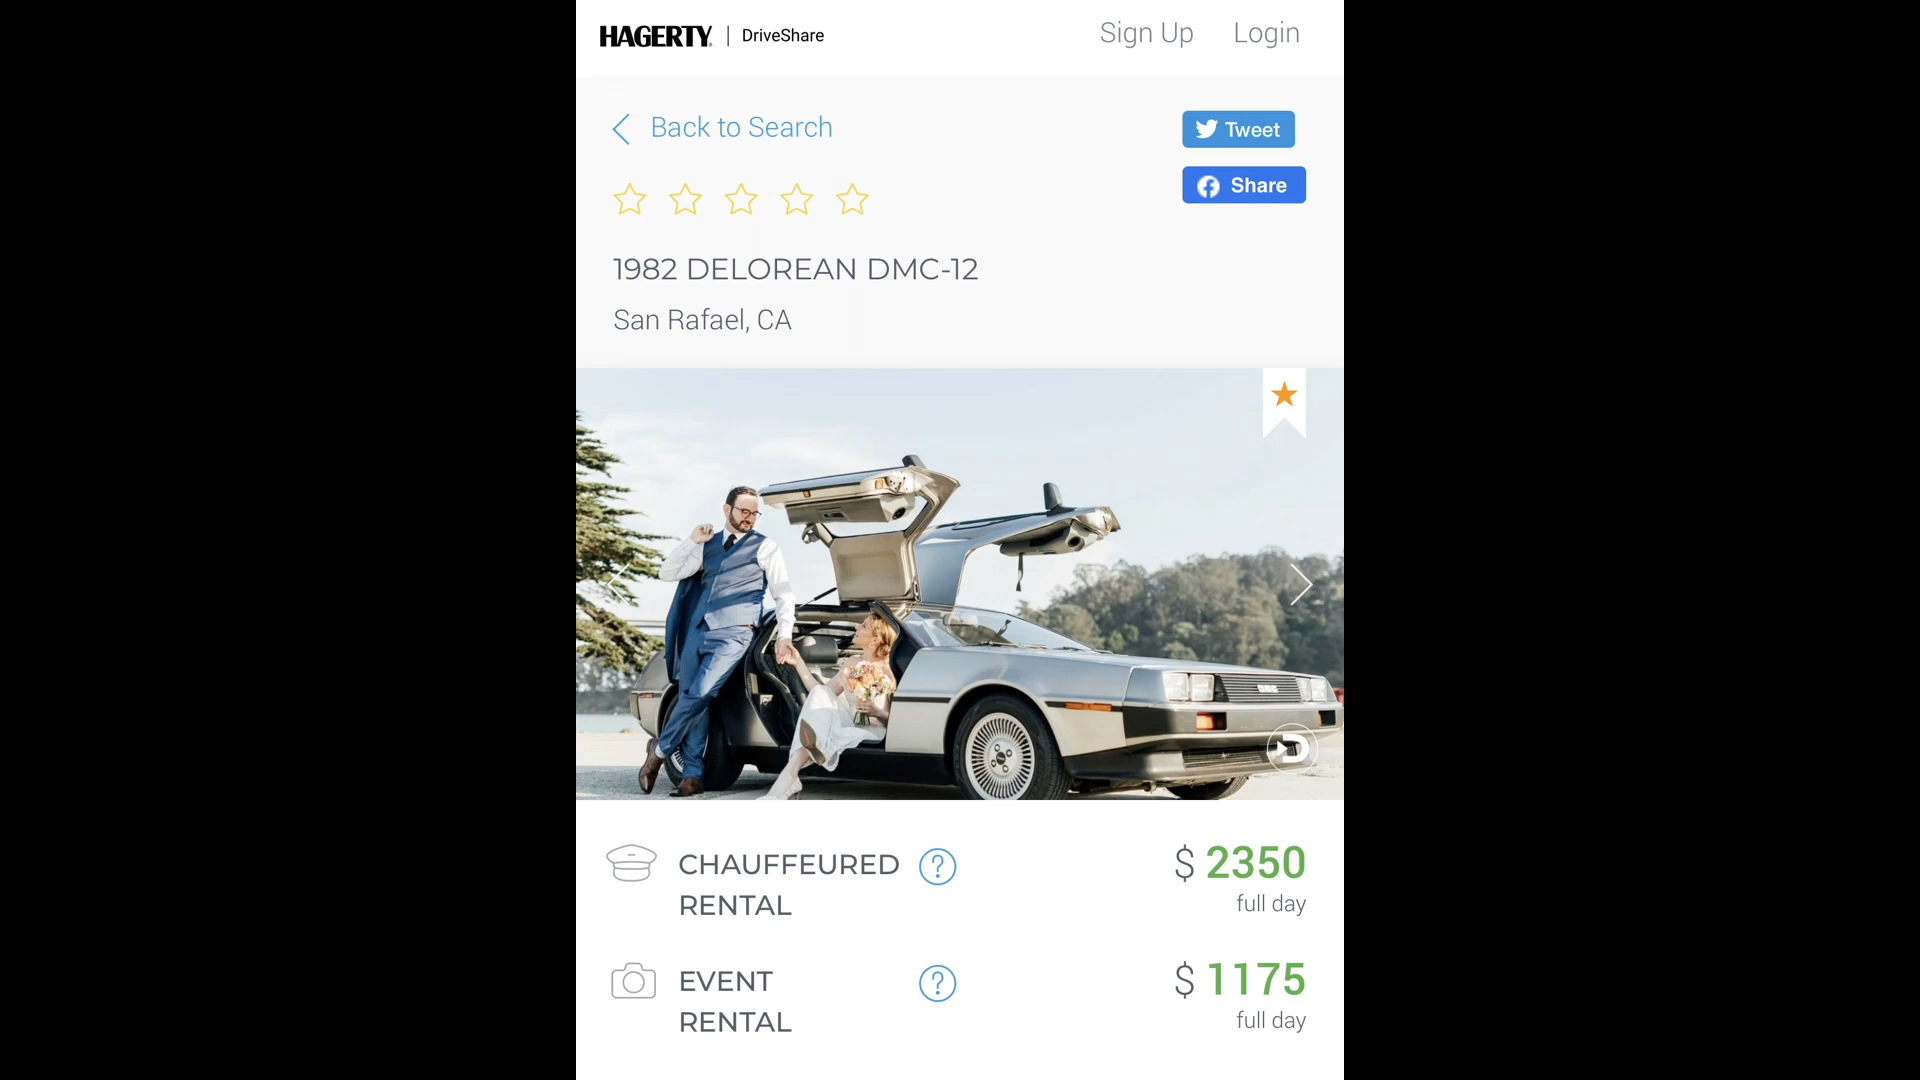 HAGERTY | DriveShare
Sign Up
Login
Back to Search
Tweet
Share
1982 DELOREAN DMC-12
San Rafael, CA
DMC
CHAUFFEURED
RENTAL
?
$ 2350
full day
EVENT
RENTAL
?
$ 1175
full day